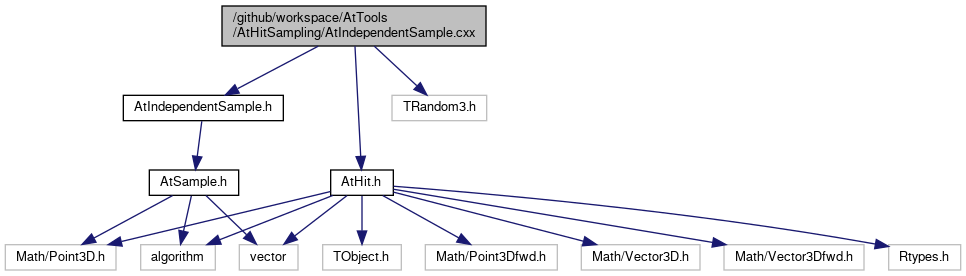 /github/workspace/AtTools
/AtHitSampling/AtIndependentSample.cxx
AtIndependentSample.h
TRandom3.h
AtSample.h
AtHit.h
Math/Point3D.h
algorithm
vector
TObject.h
Math/Point3Dfwd.h
Math/Vector3D.h
Math/Vector3Dfwd.h
Rtypes.h